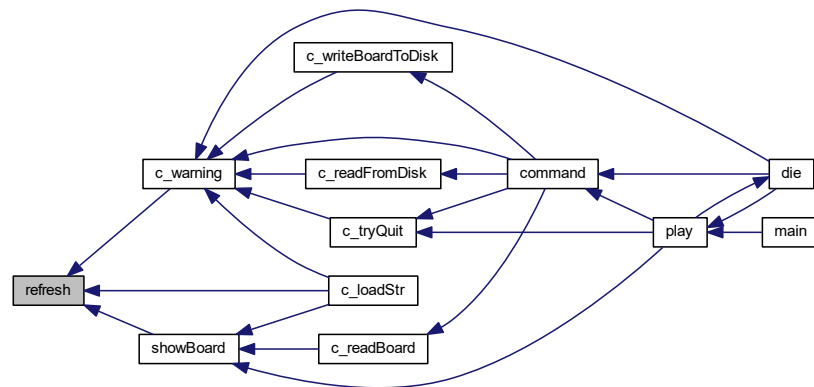 c_writeBoardToDisk
c_warning
c_readFromDisk
command
die
c_tryQuit
play
main
refresh
c_loadStr
showBoard
c_readBoard